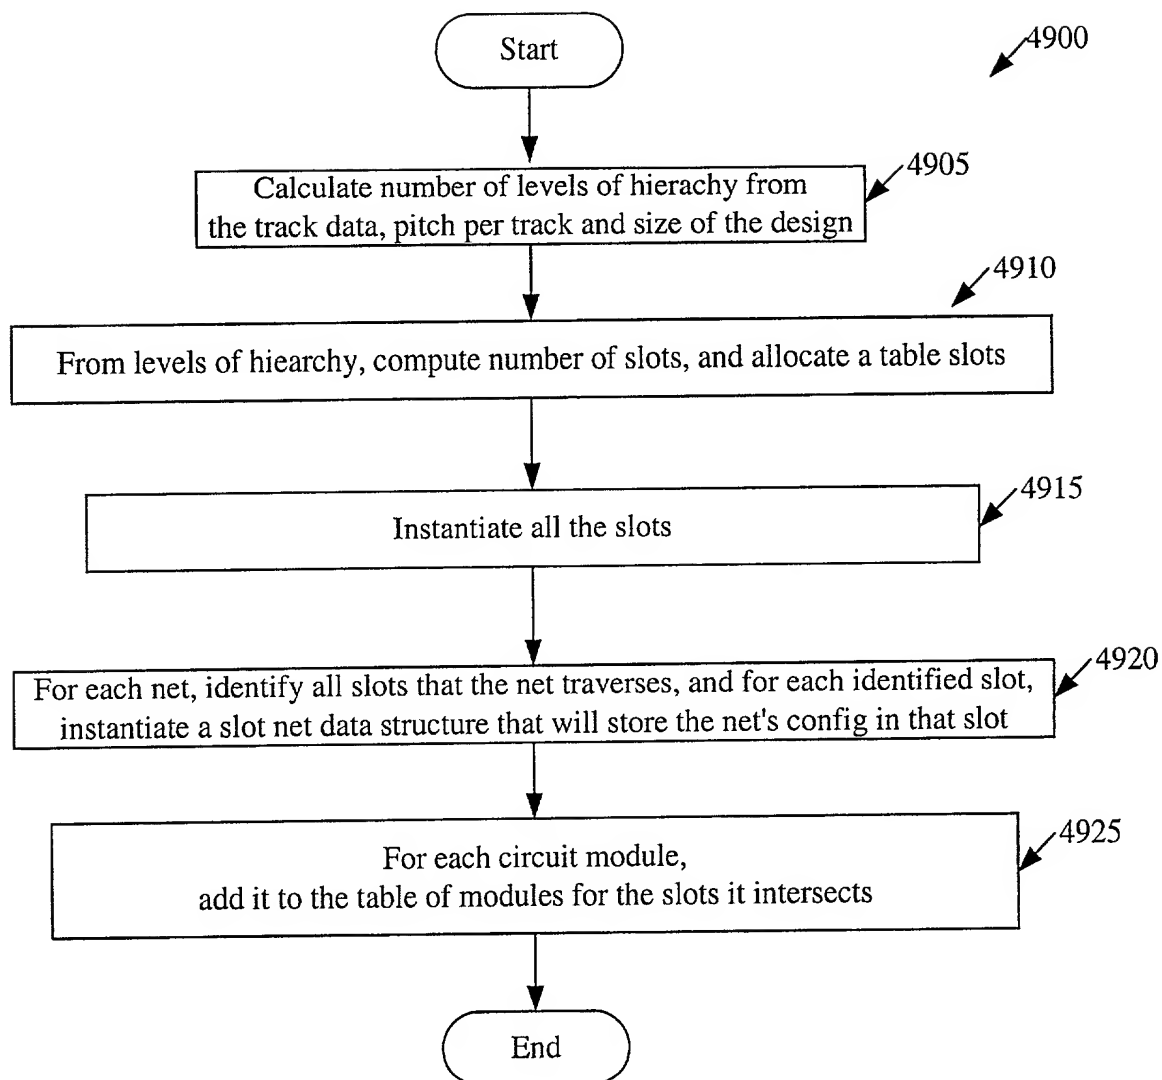 Start
4900
4905
Calculate number of levels of hierachy from
the track data, pitch per track and size of the design
4910
From levels of hiearchy, compute number of slots, and allocate a table slots
4915
Instantiate all the slots
4920
For each net, identify all slots that the net traverses, and for each identified slot,
instantiate a slot net data structure that will store the net's config in that slot
4925
For each circuit module,
add it to the table of modules for the slots it intersects
End